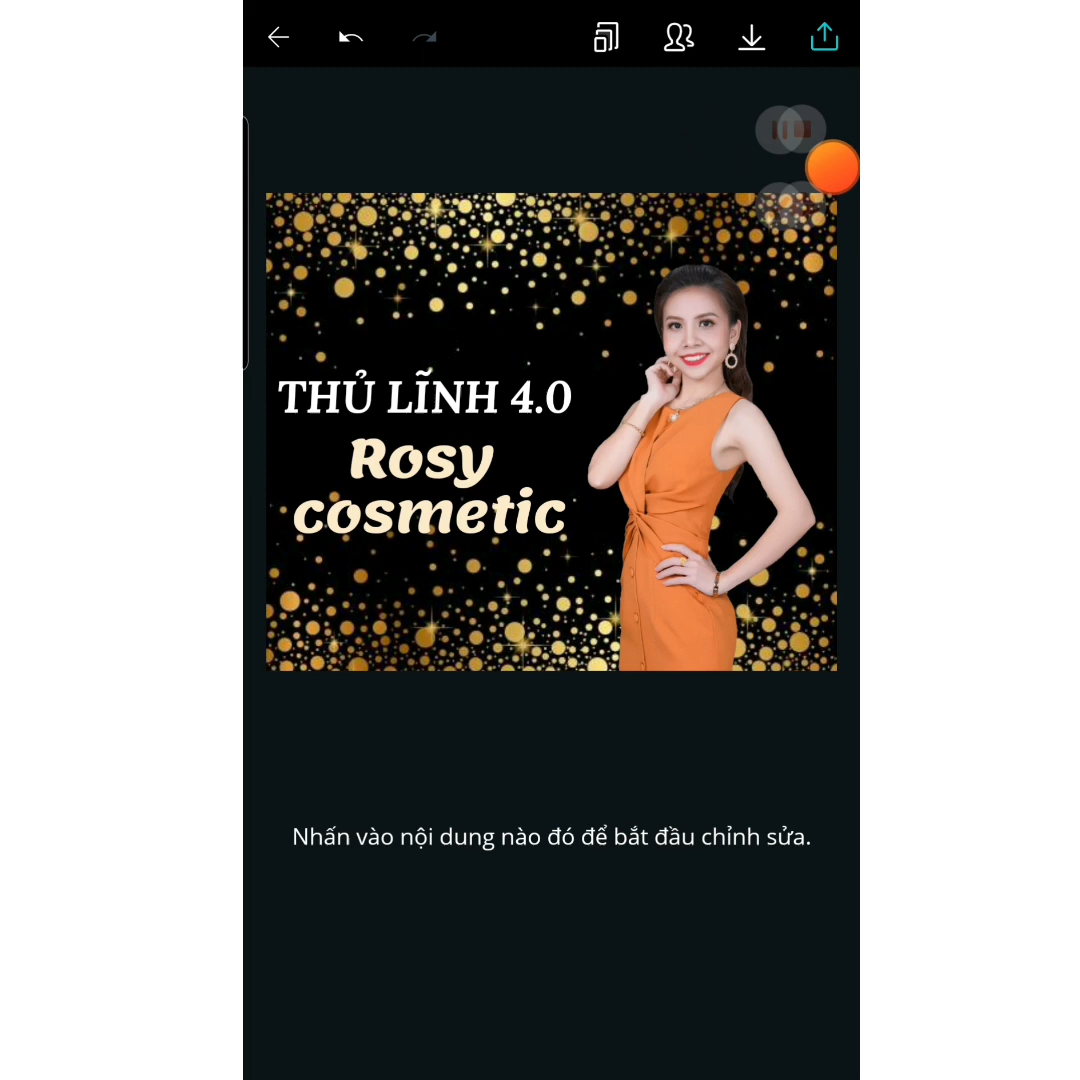 THỦ LĨNH 4.0
Rosy
cosmetic
Nhấn vào nội dung nào đó để bắt đầu chỉnh sửa.